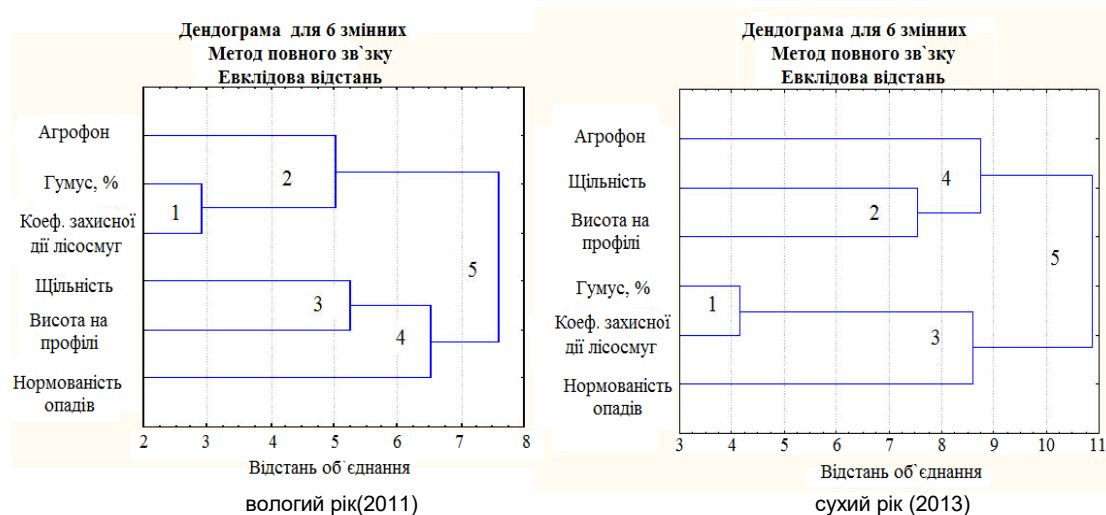 Дендограма для 6 змінних
Метод повного зв`зку
Евклідова відстань
Агрофон
Гумус, %
Коеф. захисної
дії лісосмуг
Щільність
Висота на
профілі
Нормованість
опадів
1
2
3
4
5
2 3 4 5 6 7 8
Відстань об`єднання
вологий рік(2011)
Дендограма для 6 змінних
Метод повного зв`зку
Евклідова відстань
Агрофон
Щільність
Висота на
профілі
Гумус, %
Коеф. захисної
дії лісосмуг
Нормованість
опадів
4
2
5
1
3
3 4 5 6 7 8 9 10 11
Відстань об`єднання
сухий рік (2013)